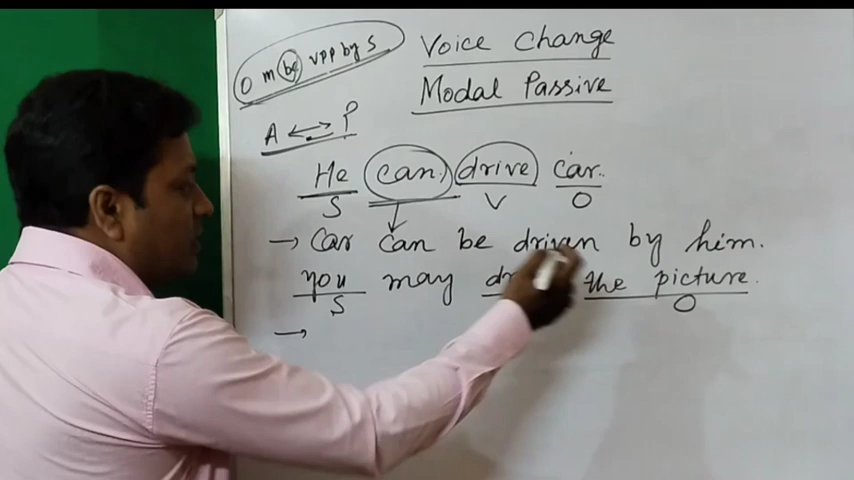 O m be vpp by S
Voice Change
Modal Passive
A ↔ P
He can drive car.
S V O
→ Car can be driven by him.
you may the picture.
S O
→